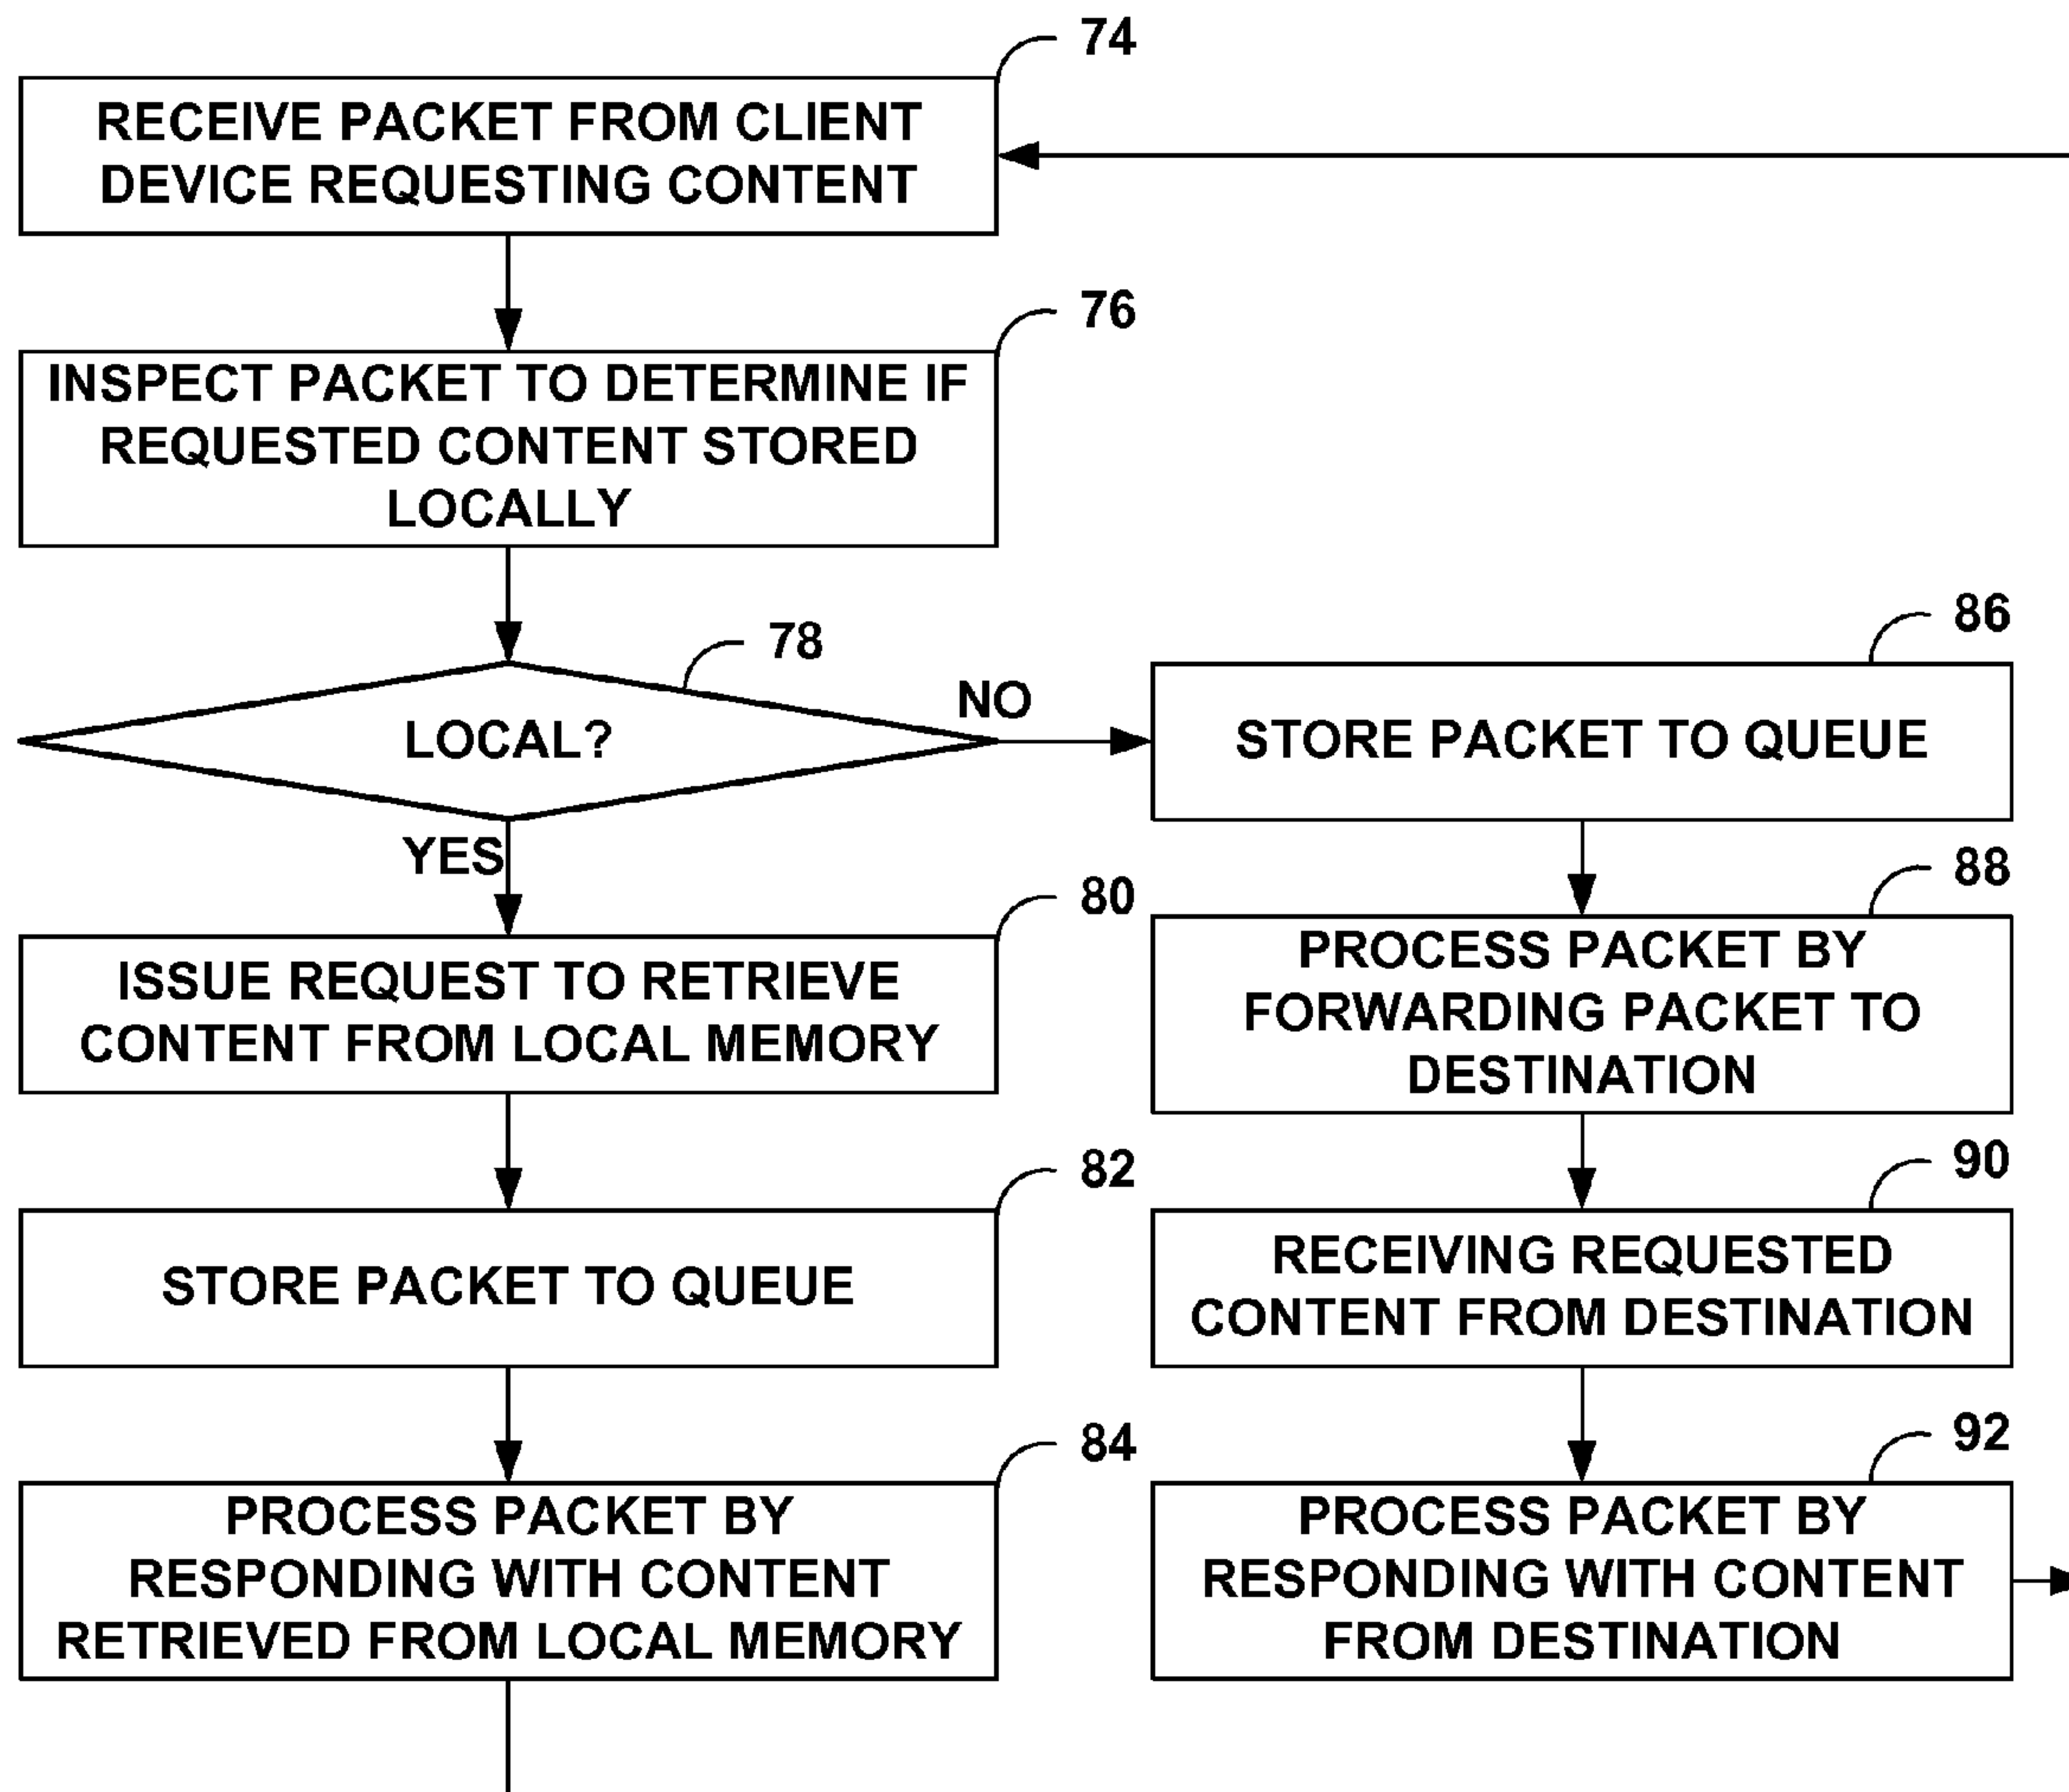 74
RECEIVE PACKET FROM CLIENT
DEVICE REQUESTING CONTENT
76
INSPECT PACKET TO DETERMINE IF
REQUESTED CONTENT STORED
LOCALLY
78
LOCAL?
NO
YES
80
ISSUE REQUEST TO RETRIEVE
CONTENT FROM LOCAL MEMORY
82
STORE PACKET TO QUEUE
84
PROCESS PACKET BY
RESPONDING WITH CONTENT
RETRIEVED FROM LOCAL MEMORY
86
STORE PACKET TO QUEUE
88
PROCESS PACKET BY
FORWARDING PACKET TO
DESTINATION
90
RECEIVING REQUESTED
CONTENT FROM DESTINATION
92
PROCESS PACKET BY
RESPONDING WITH CONTENT
FROM DESTINATION